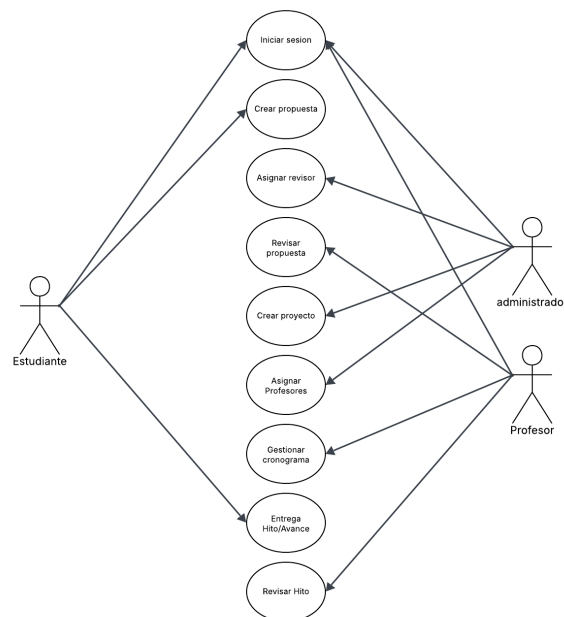 Iniciar sesion
Crear propuesta
Asignar revisor
Revisar
propuesta
administrado
Crear proyecto
Estudiante
Asignar
Profesores
Profesor
Gestionar
cronograma
Entrega
Hito/Avance
Revisar Hito